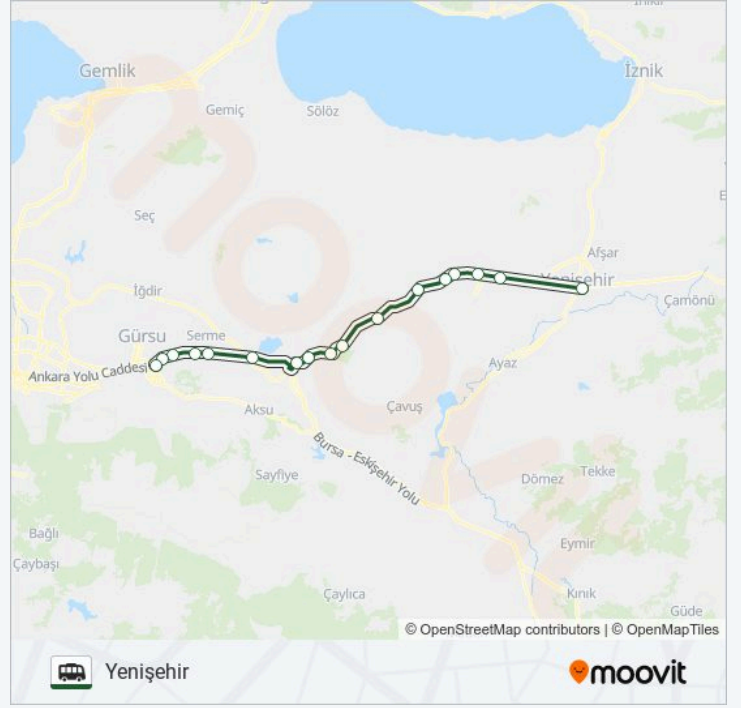 İznik
Gemlik
Gemiç
Sölöz
Seç
Afşar
Yenişehir
İğdir
Çamönü
Gürsu
Serme
Ankara Yolu Caddesi
Ayaz
Aksu
Çavuş
Bursa - Eskişehir Yolu
Sayfiye
Dömez
Tekke
Bağlı
Eymir
Çaybaşı
Çaylıca
Kınık
Güde
© OpenStreetMap contributors | © OpenMapTiles
Yenişehir
moovit